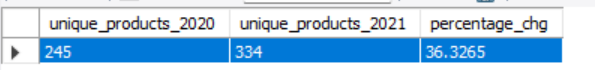 unique_products_2020 unique_products_2021 percentage_chg
245 334 36.3265